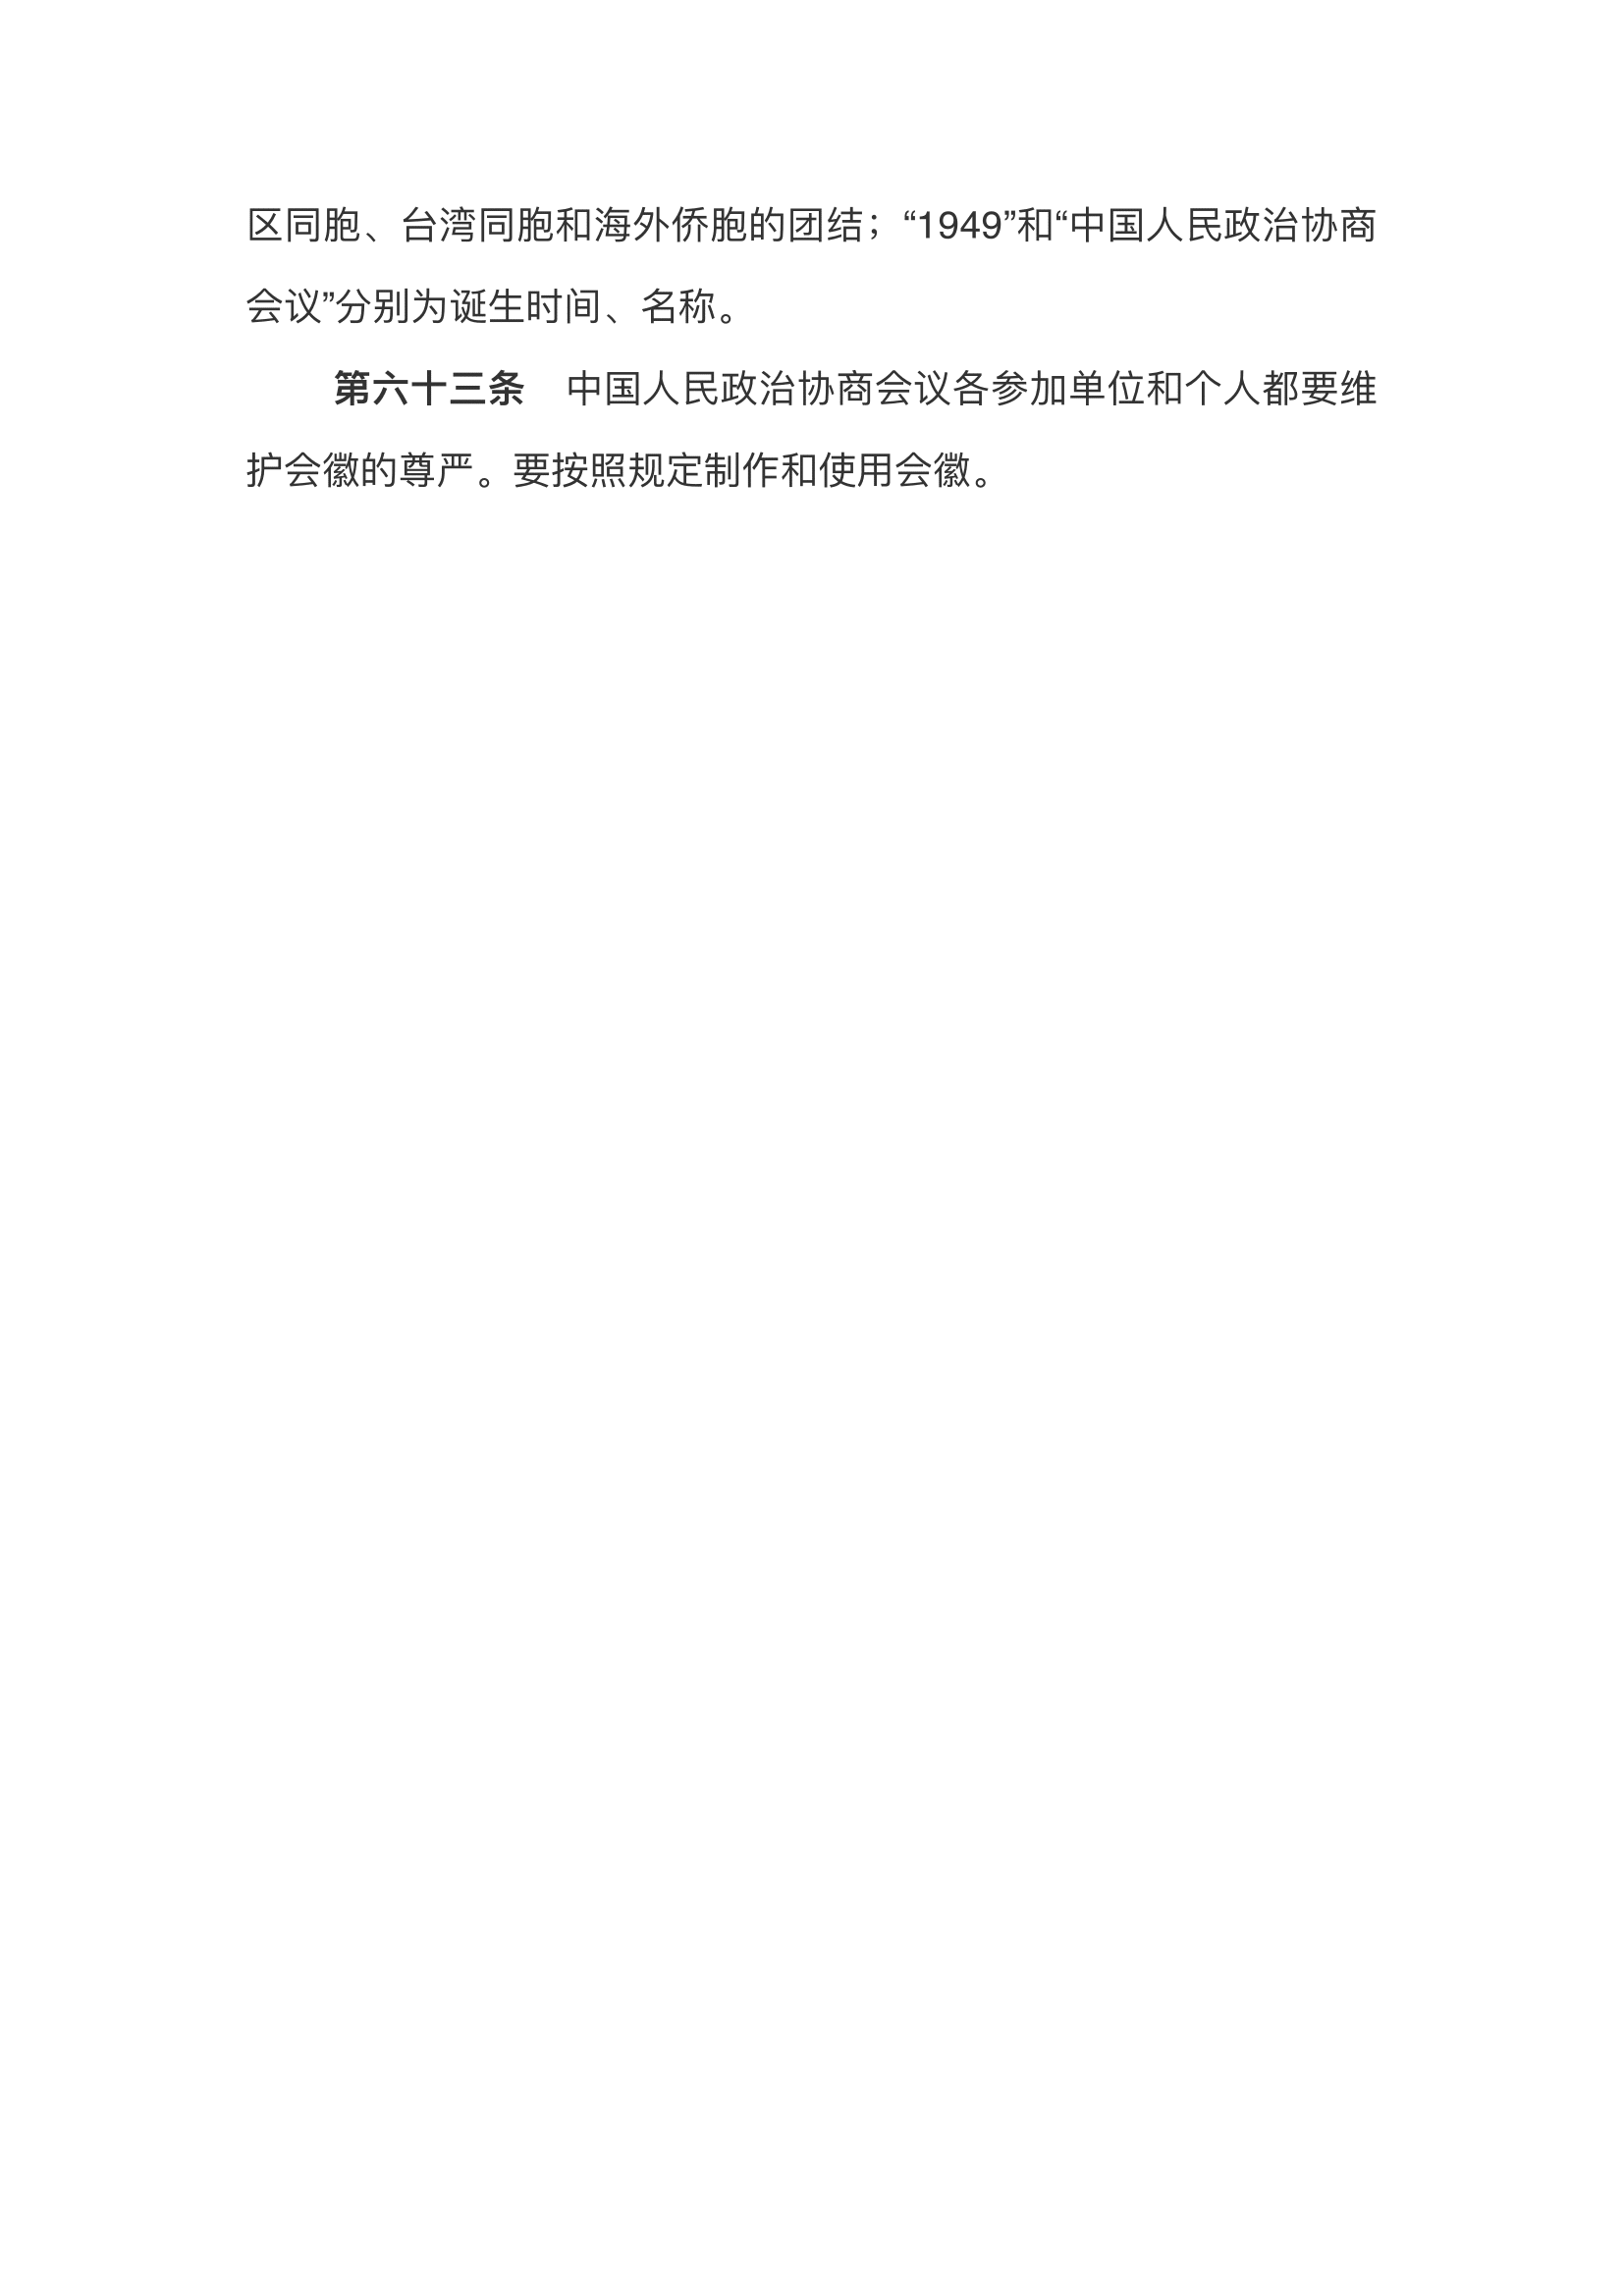 区同胞、台湾同胞和海外侨胞的团结；“1949”和“中国人民政治协商
会议”分别为诞生时间、名称。
第六十三条　中国人民政治协商会议各参加单位和个人都要维
护会徽的尊严。要按照规定制作和使用会徽。